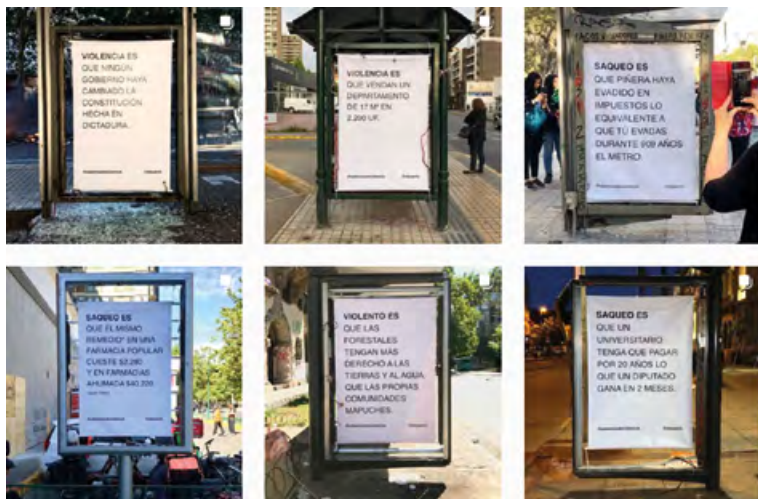 VIOLENCIA ES
QUE NINGÚN
GOBIERNO HAYA
CAMBIADO LA
CONSTITUCIÓN
HECHA EN
DICTADURA.
VIOLENCIA ES
QUE VENDAN UN
DEPARTAMENTO
DE 17 M² EN
2.200 UF.
SAQUEO ES
QUE PIÑERA HAYA
EVADIDO EN
IMPUESTOS LO
EQUIVALENTE A
QUE TÚ EVADAS
DURANTE 909 AÑOS
EL METRO.
SAQUEO ES
QUE EL MISMO
REMEDIO* EN UNA
FARMACIA POPULAR
CUESTE $2.280
Y EN FARMACIAS
AHUMADA $40.220.
VIOLENTO ES
QUE LAS
FORESTALES
TENGAN MÁS
DERECHO A LAS
TIERRAS Y AL AGUA,
QUE LAS PROPIAS
COMUNIDADES
MAPUCHES.
SAQUEO ES
QUE UN
UNIVERSITARIO
TENGA QUE PAGAR
POR 20 AÑOS LO
QUE UN DIPUTADO
GANA EN 2 MESES.